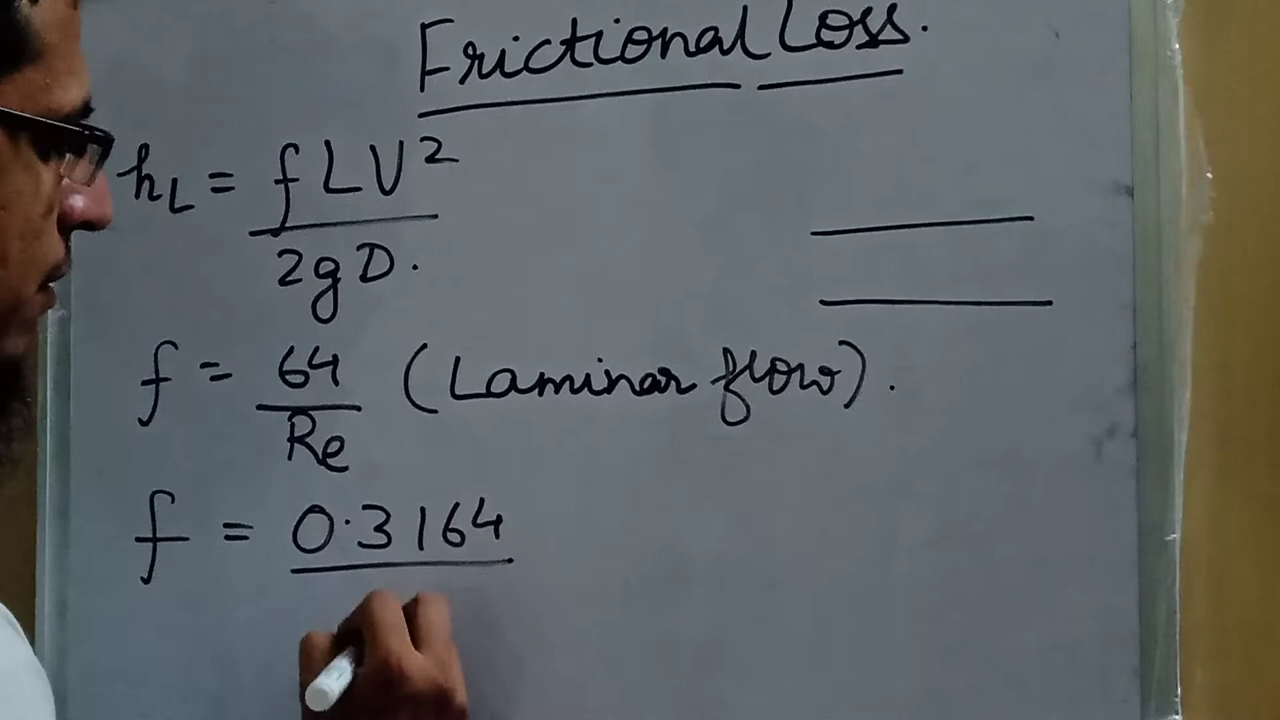 Frictional Loss.
hL = fLV²
2gD.
f = 64 (Laminar flow).
Re
f = 0.3164